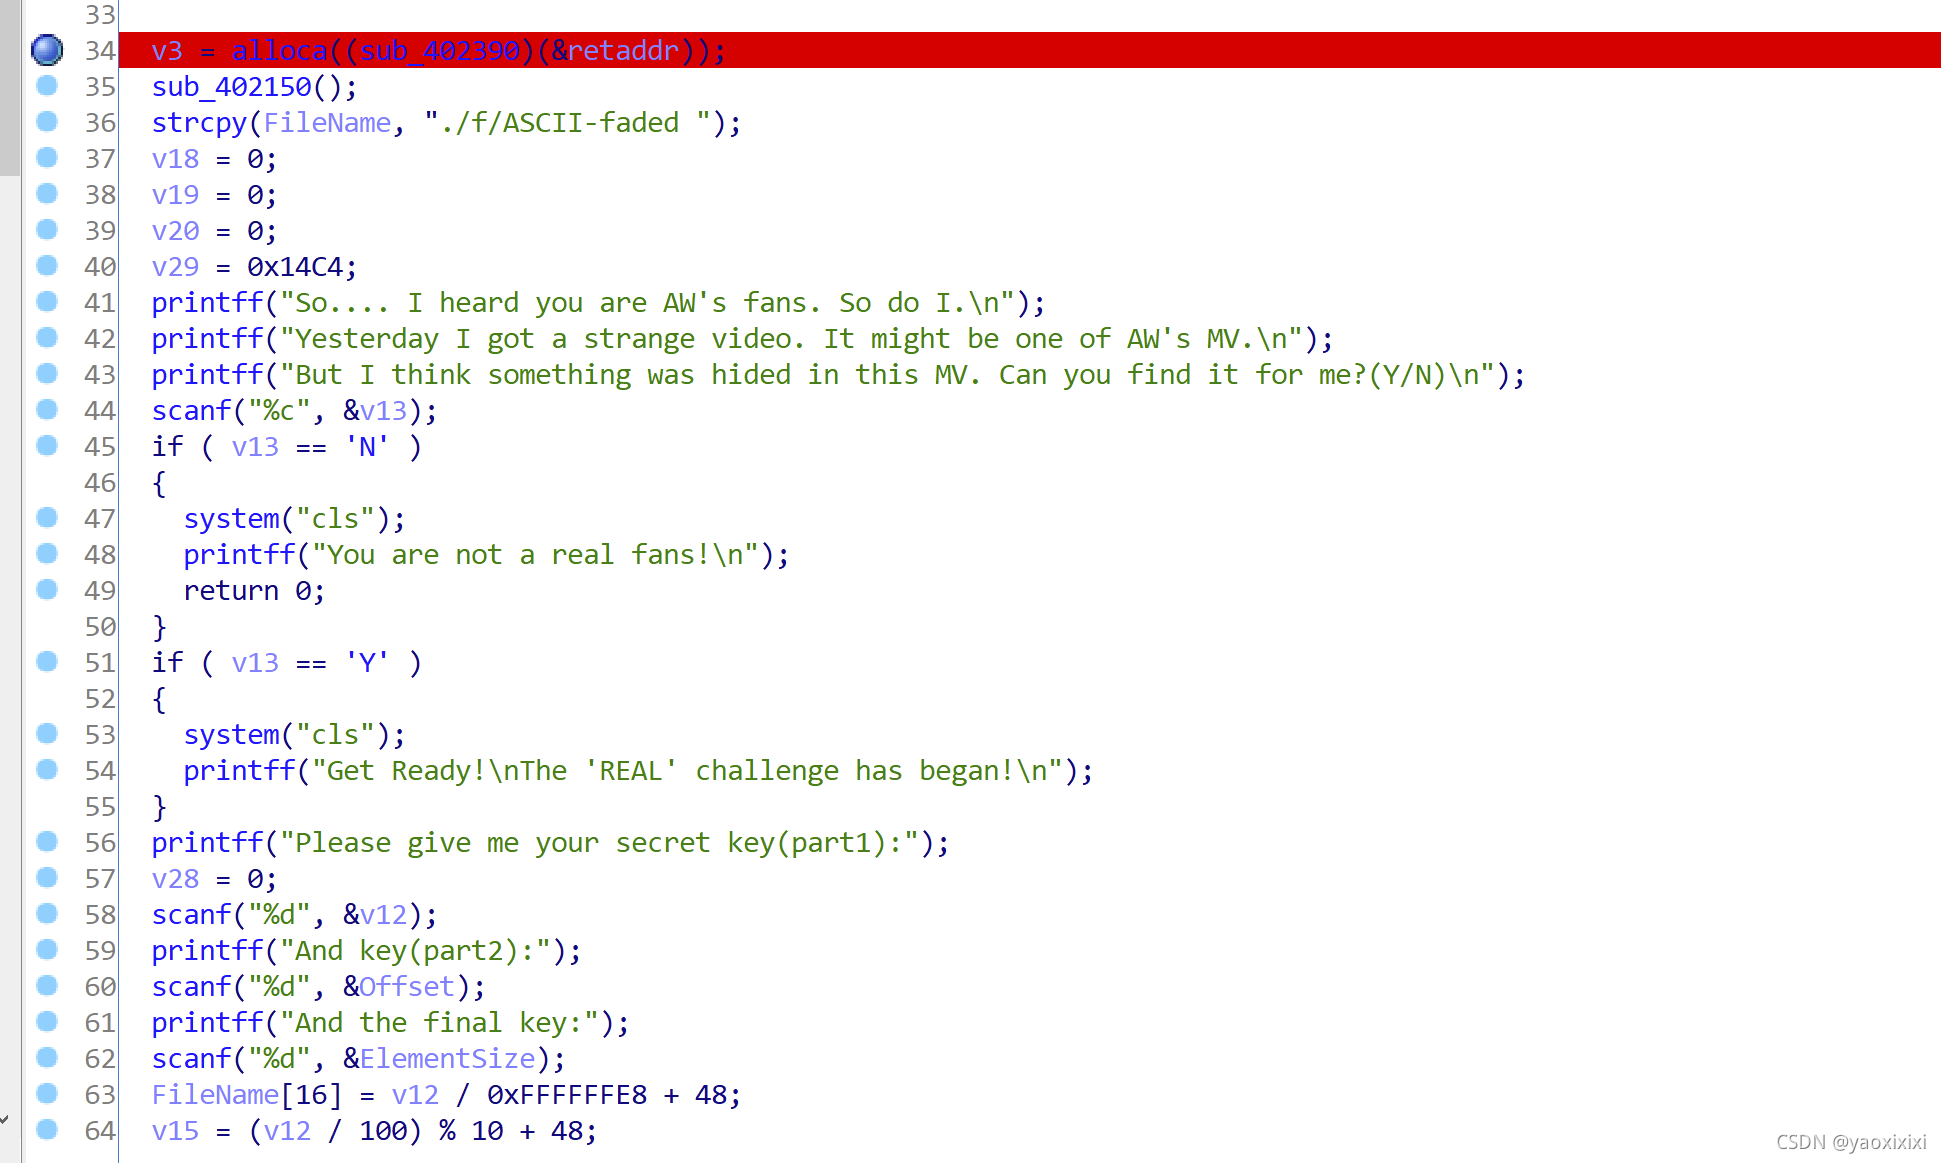 33
34 v3 = alloca((sub_402390)(&retaddr));
35 sub_402150();
36 strcpy(FileName, "./f/ASCII-faded ");
37 v18 = 0;
38 v19 = 0;
39 v20 = 0;
40 v29 = 0x14C4;
41 printff("So.... I heard you are AW's fans. So do I.\n");
42 printff("Yesterday I got a strange video. It might be one of AW's MV.\n");
43 printff("But I think something was hided in this MV. Can you find it for me?(Y/N)\n");
44 scanf("%c", &v13);
45 if ( v13 == 'N' )
46 {
47 system("cls");
48 printff("You are not a real fans!\n");
49 return 0;
50 }
51 if ( v13 == 'Y' )
52 {
53 system("cls");
54 printff("Get Ready!\nThe 'REAL' challenge has began!\n");
55 }
56 printff("Please give me your secret key(part1):");
57 v28 = 0;
58 scanf("%d", &v12);
59 printff("And key(part2):");
60 scanf("%d", &Offset);
61 printff("And the final key:");
62 scanf("%d", &ElementSize);
63 FileName[16] = v12 / 0xFFFFFFE8 + 48;
64 v15 = (v12 / 100) % 10 + 48;
CSDN @yaoxixixi